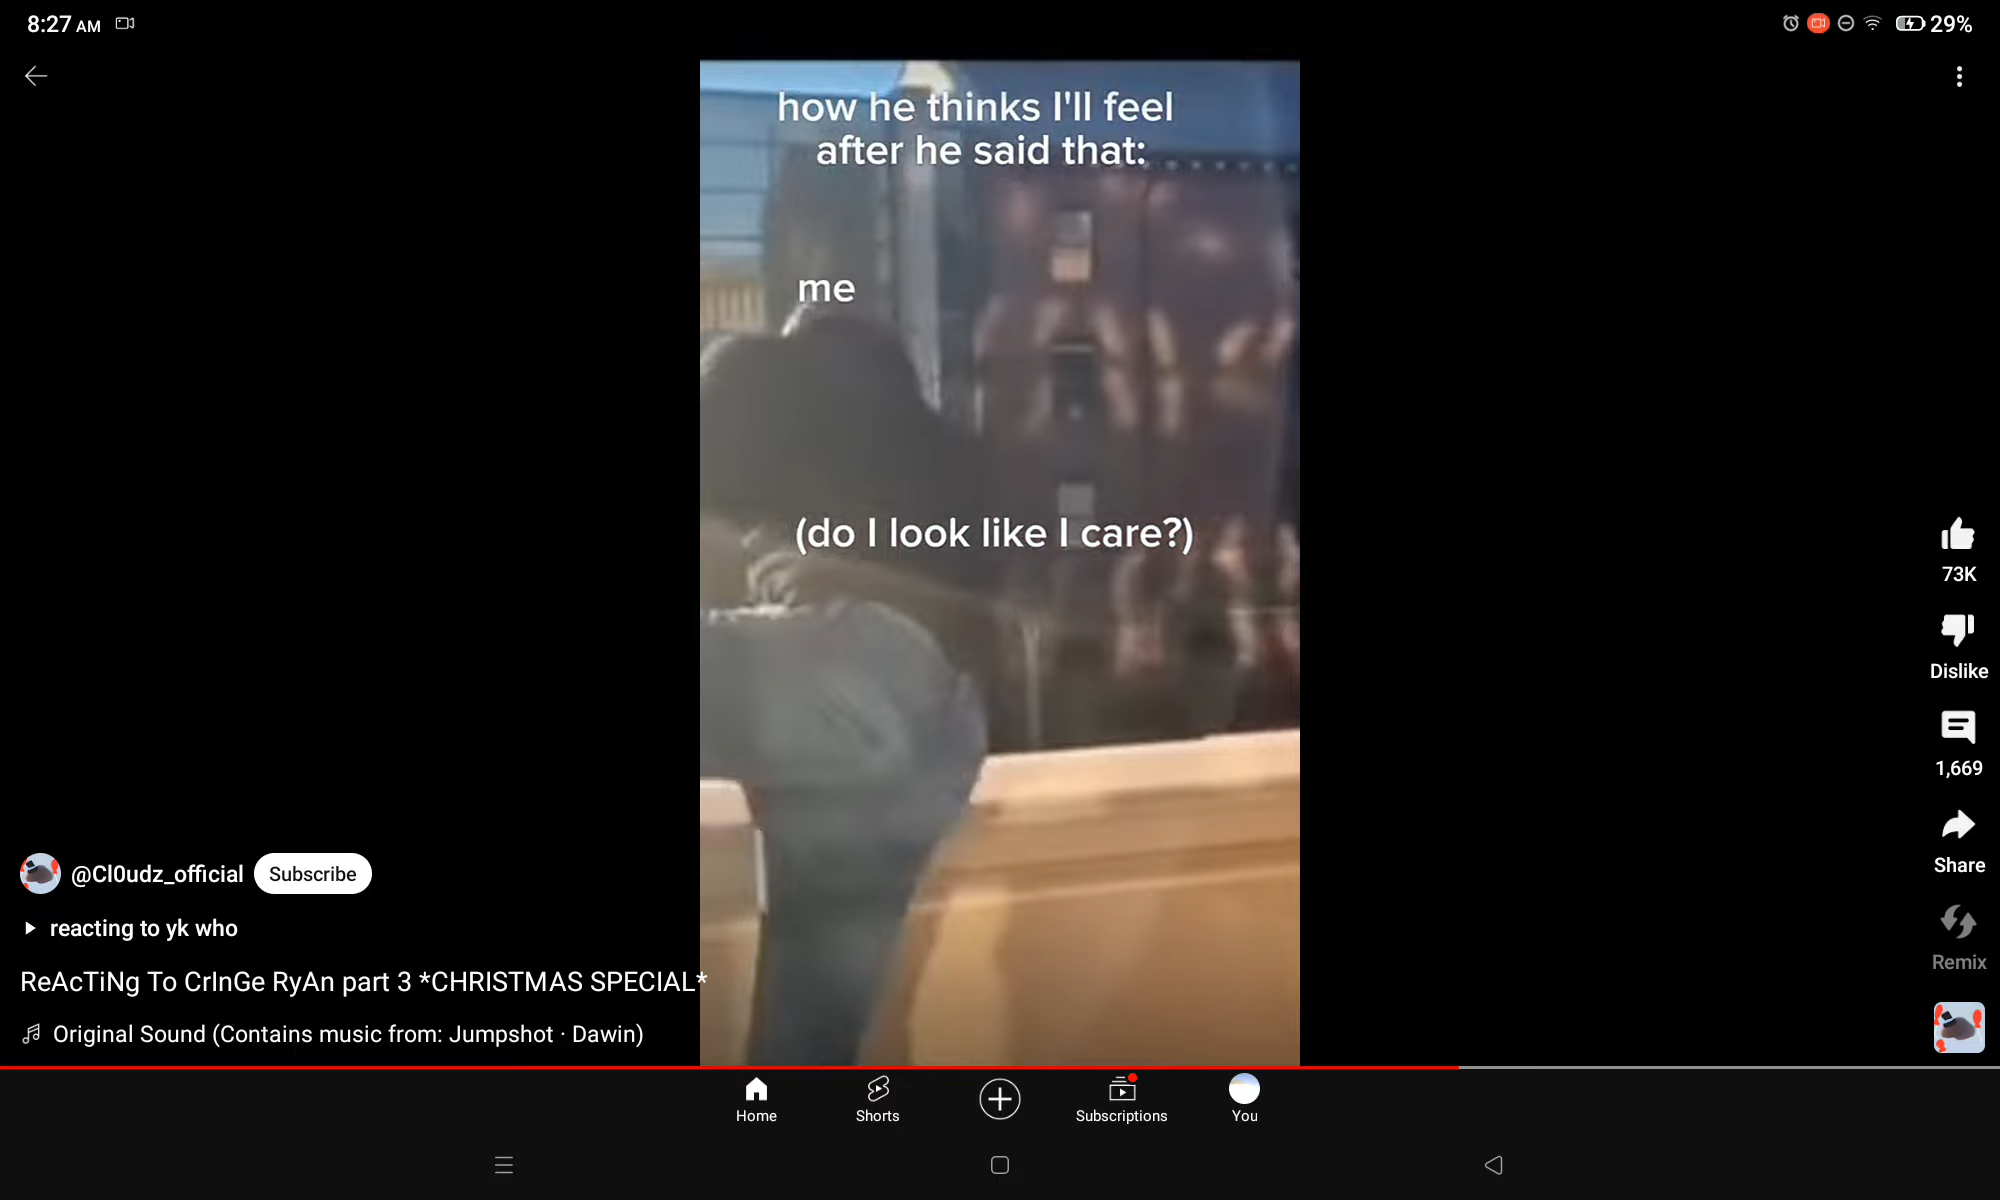 8:27 AM
29%
how he thinks I'll feel
after he said that:
me
(do I look like I care?)
73K
Dislike
1,669
Share
Remix
@Cl0udz_official
Subscribe
reacting to yk who
ReAcTiNg To CrInGe RyAn part 3 *CHRISTMAS SPECIAL*
Original Sound (Contains music from: Jumpshot · Dawin)
Home
Shorts
Subscriptions
You